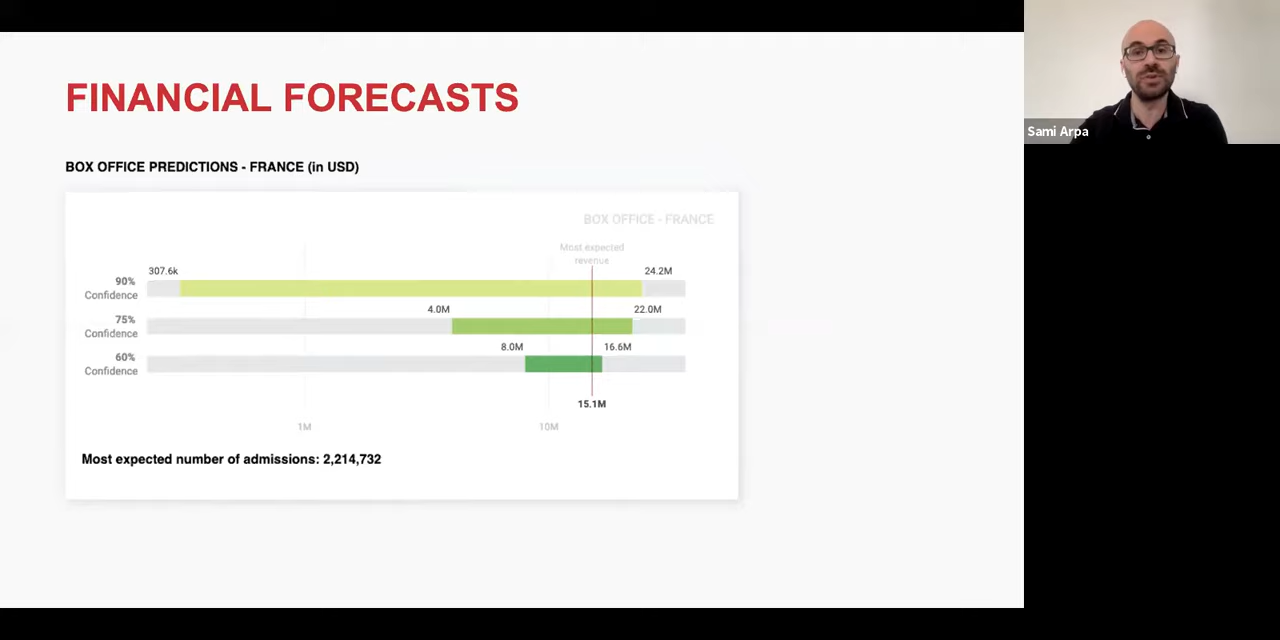 FINANCIAL FORECASTS
Sami Arpa
BOX OFFICE PREDICTIONS - FRANCE (in USD)
BOX OFFICE - FRANCE
Most expected
revenue
307.6k
24.2M
90%
Confidence
4.0M
22.0M
75%
Confidence
8.0M
16.6M
60%
Confidence
15.1M
1M
10M
Most expected number of admissions: 2,214,732